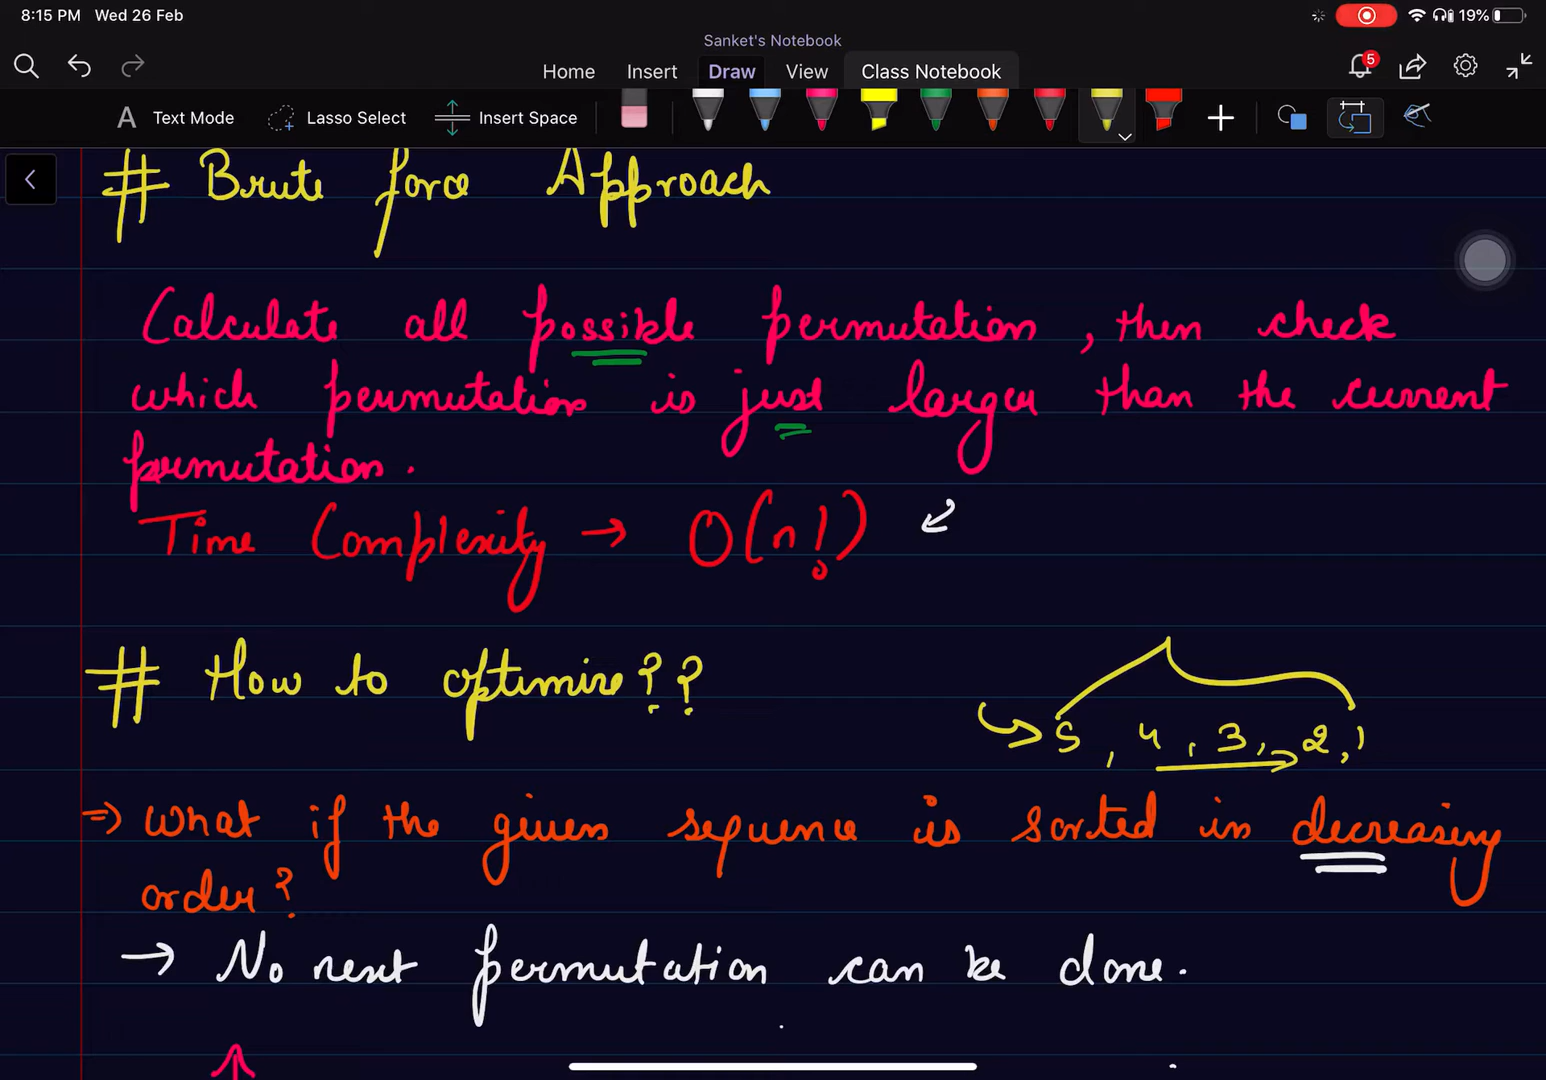 8:15 PM Wed 26 Feb
19%
Sanket's Notebook
Home Insert Draw View Class Notebook
5
Text Mode Lasso Select Insert Space
# Brute force Approach
Calculate all possible permutation, then check
which permutation is just larger than the current
permutation.
Time Complexity → O(n!)
# How to optimize??
5, 4, 3, 2, 1
⇒ What if the given sequence is sorted in decreasing
order?
→ No next permutation can be done.